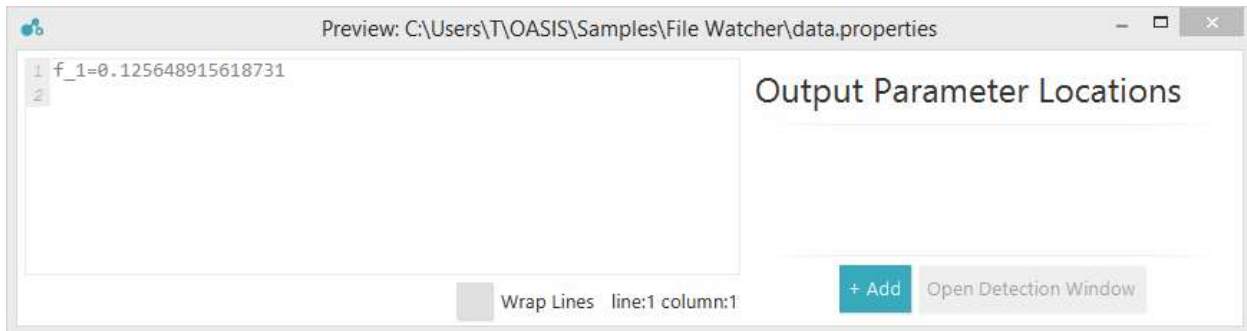 Preview: C:\Users\T\OASIS\Samples\File Watcher\data.properties
1 f_1=0.125648915618731
2
Output Parameter Locations
Wrap Lines line:1 column:1
+ Add Open Detection Window